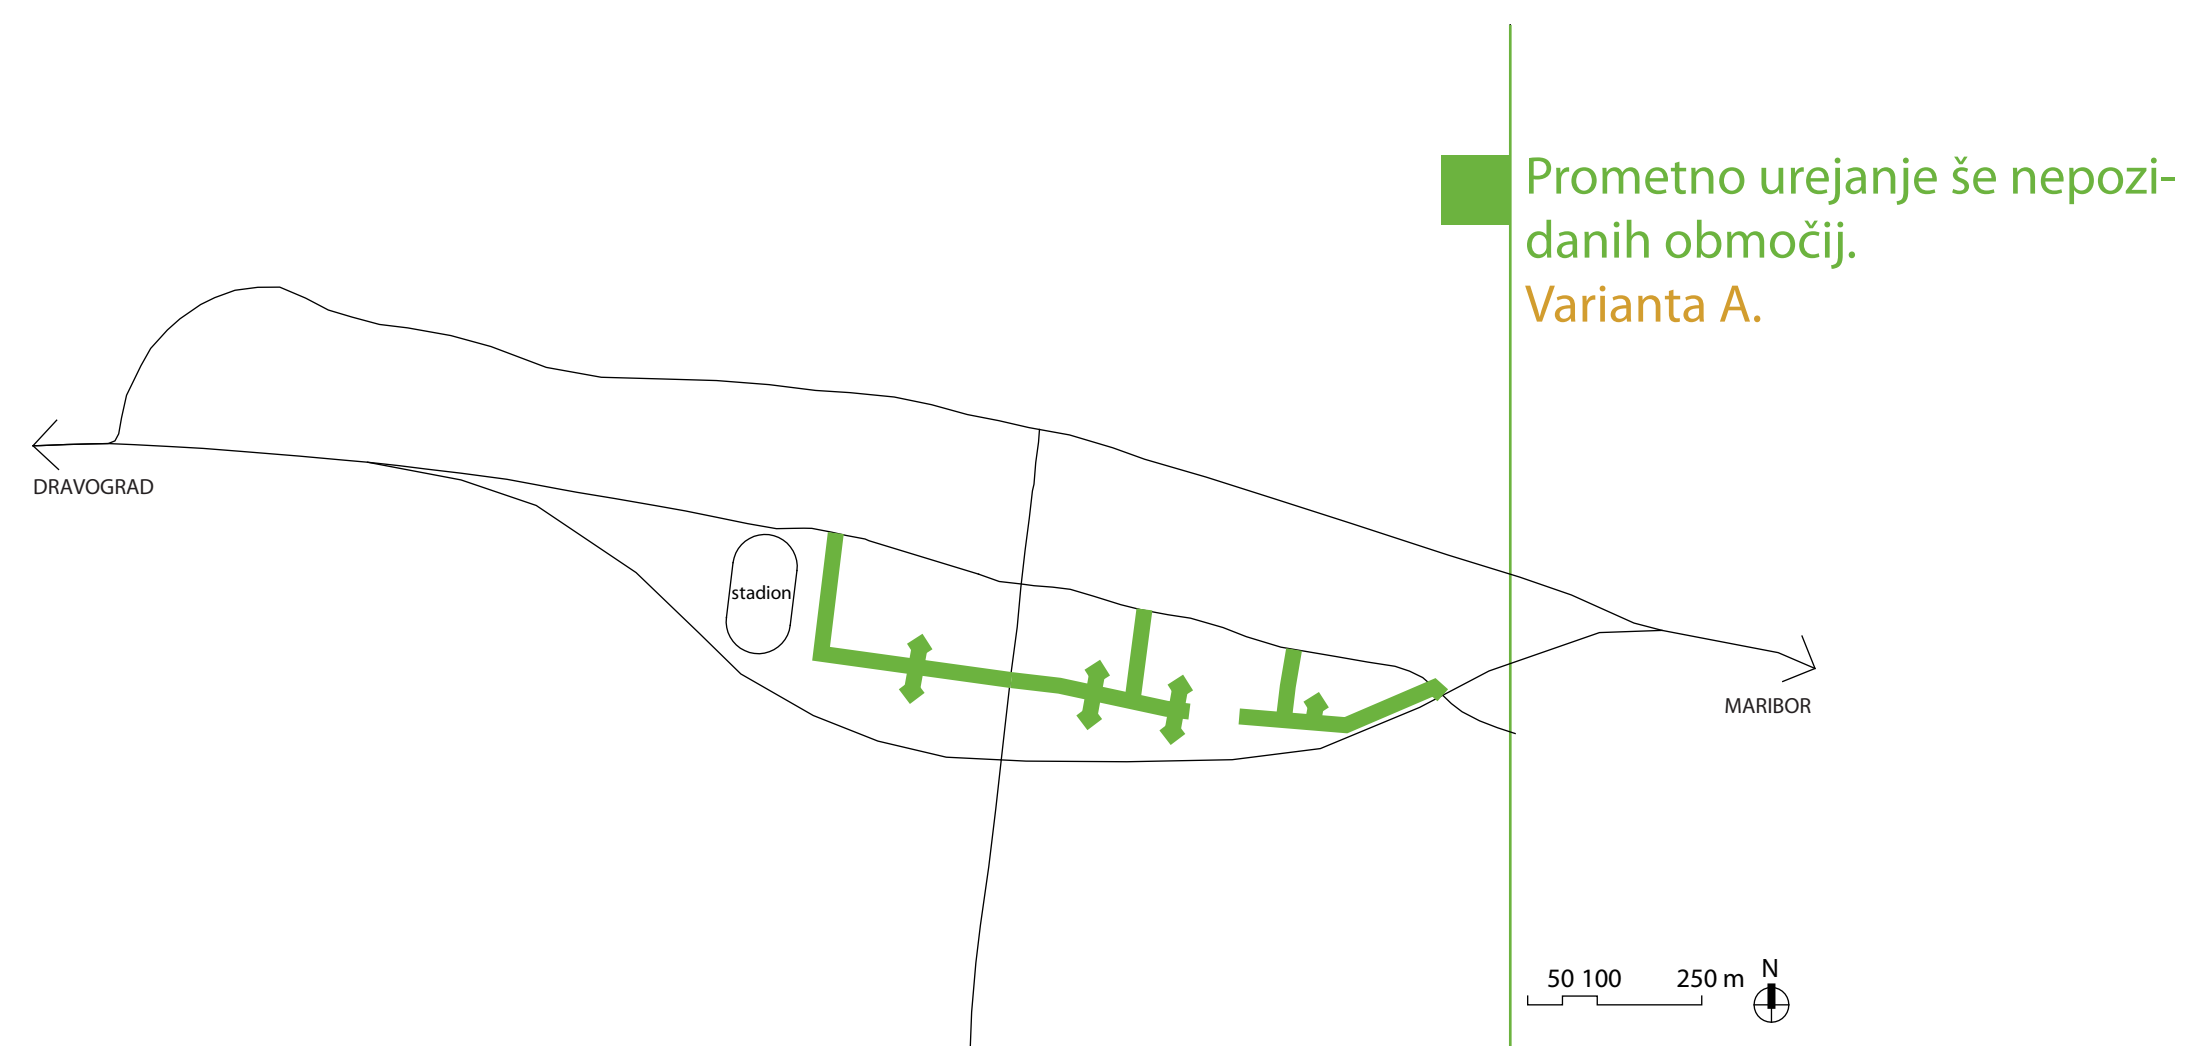 Prometno urejanje še nepozi-
danih območij.
Varianta A.
DRAVOGRAD
stadion
MARIBOR
50 100 250 m
N